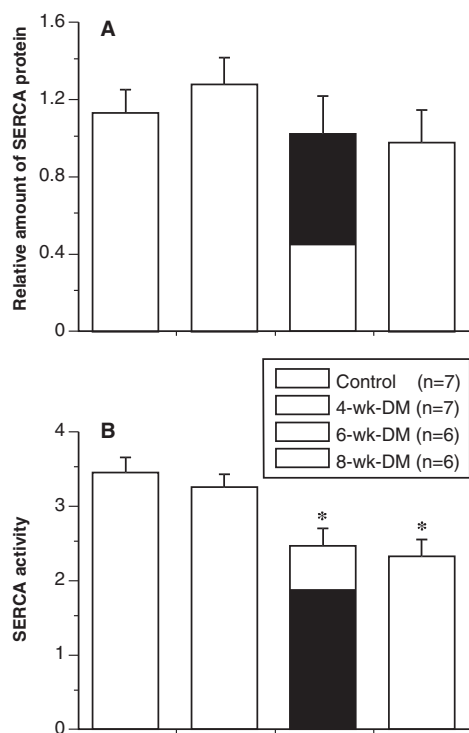 A
Relative amount of SERCA protein
1.6
1.2
0.8
0.4
0
Control (n=7)
4-wk-DM (n=7)
6-wk-DM (n=6)
8-wk-DM (n=6)
B
SERCA activity
4
3
2
1
0
* *